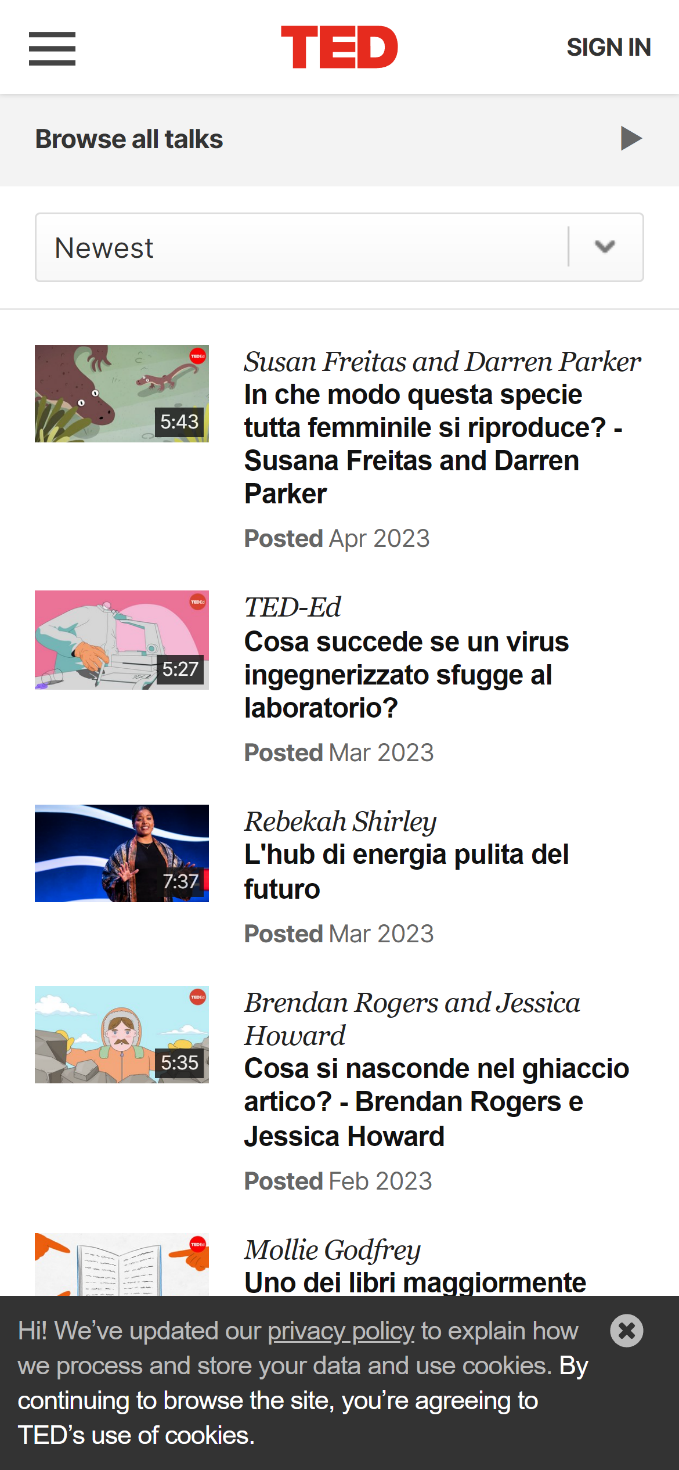 TED
SIGN IN
Browse all talks
Newest
5:43
Susan Freitas and Darren Parker
In che modo questa specie
tutta femminile si riproduce? -
Susana Freitas and Darren
Parker
Posted Apr 2023
5:27
TED-Ed
Cosa succede se un virus
ingegnerizzato sfugge al
laboratorio?
Posted Mar 2023
7:37
Rebekah Shirley
L'hub di energia pulita del
futuro
Posted Mar 2023
5:35
Brendan Rogers and Jessica
Howard
Cosa si nasconde nel ghiaccio
artico? - Brendan Rogers e
Jessica Howard
Posted Feb 2023
Mollie Godfrey
Uno dei libri maggiormente
Hi! We’ve updated our privacy policy to explain how
we process and store your data and use cookies. By
continuing to browse the site, you’re agreeing to
TED’s use of cookies.